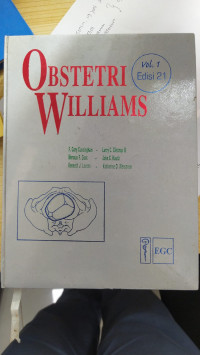 OBSTETRI
WILLIAMS
Vol. 1
Edisi 21
F. Gary Cunningham
Larry C. Gilstrap III
Norman F. Gant
John C. Hauth
Kenneth J. Leveno
Katharine D. Wenstrom
EGC